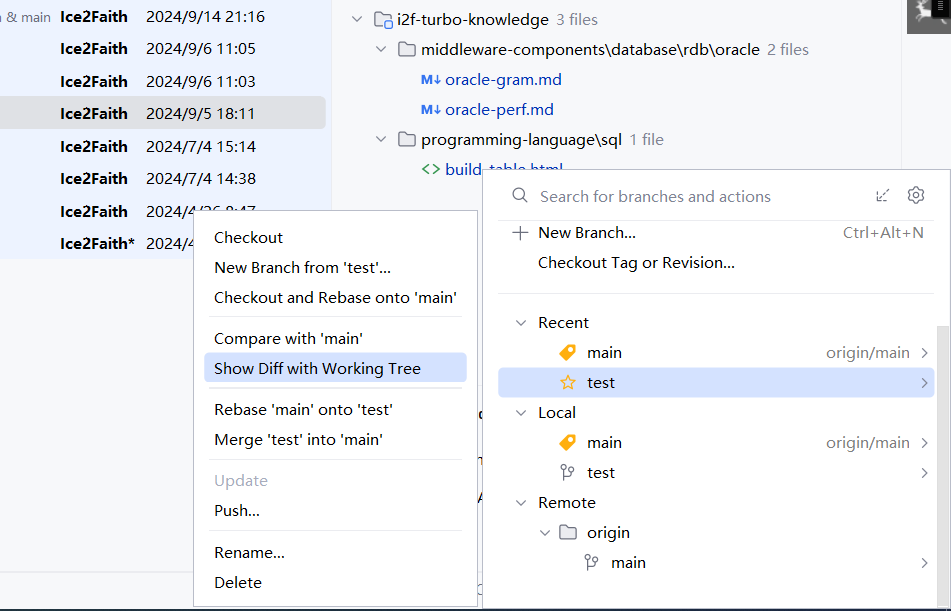 & main Ice2Faith 2024/9/14 21:16
Ice2Faith 2024/9/6 11:05
Ice2Faith 2024/9/6 11:03
Ice2Faith 2024/9/5 18:11
Ice2Faith 2024/7/4 15:14
Ice2Faith 2024/7/4 14:38
Ice2Faith 2024/4/26 8:47
Ice2Faith* 2024/4
i2f-turbo-knowledge 3 files
middleware-components\database\rdb\oracle 2 files
M↓ oracle-gram.md
M↓ oracle-perf.md
programming-language\sql 1 file
<> build-table.html
Checkout
New Branch from 'test'...
Checkout and Rebase onto 'main'
Compare with 'main'
Show Diff with Working Tree
Rebase 'main' onto 'test'
Merge 'test' into 'main'
Update
Push...
Rename...
Delete
Search for branches and actions
New Branch... Ctrl+Alt+N
Checkout Tag or Revision...
Recent
main origin/main
test
Local
main origin/main
test
Remote
origin
main